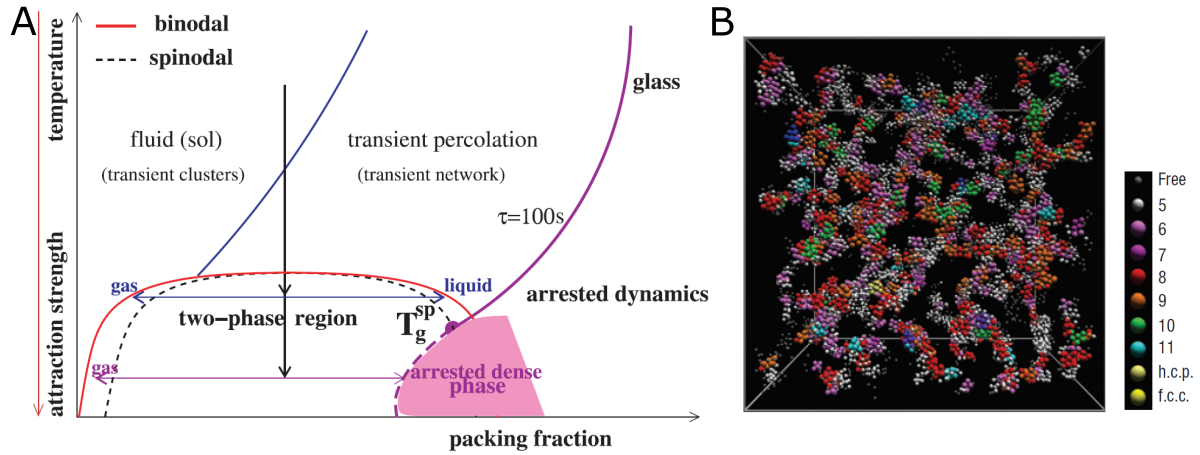 A
temperature
attraction strength
binodal
spinodal
fluid (sol)
(transient clusters)
transient percolation
(transient network)
glass
τ=100s
gas
liquid
arrested dynamics
two-phase region
T_g^sp
gas
arrested dense
phase
packing fraction
B
Free
5
6
7
8
9
10
11
h.c.p.
f.c.c.